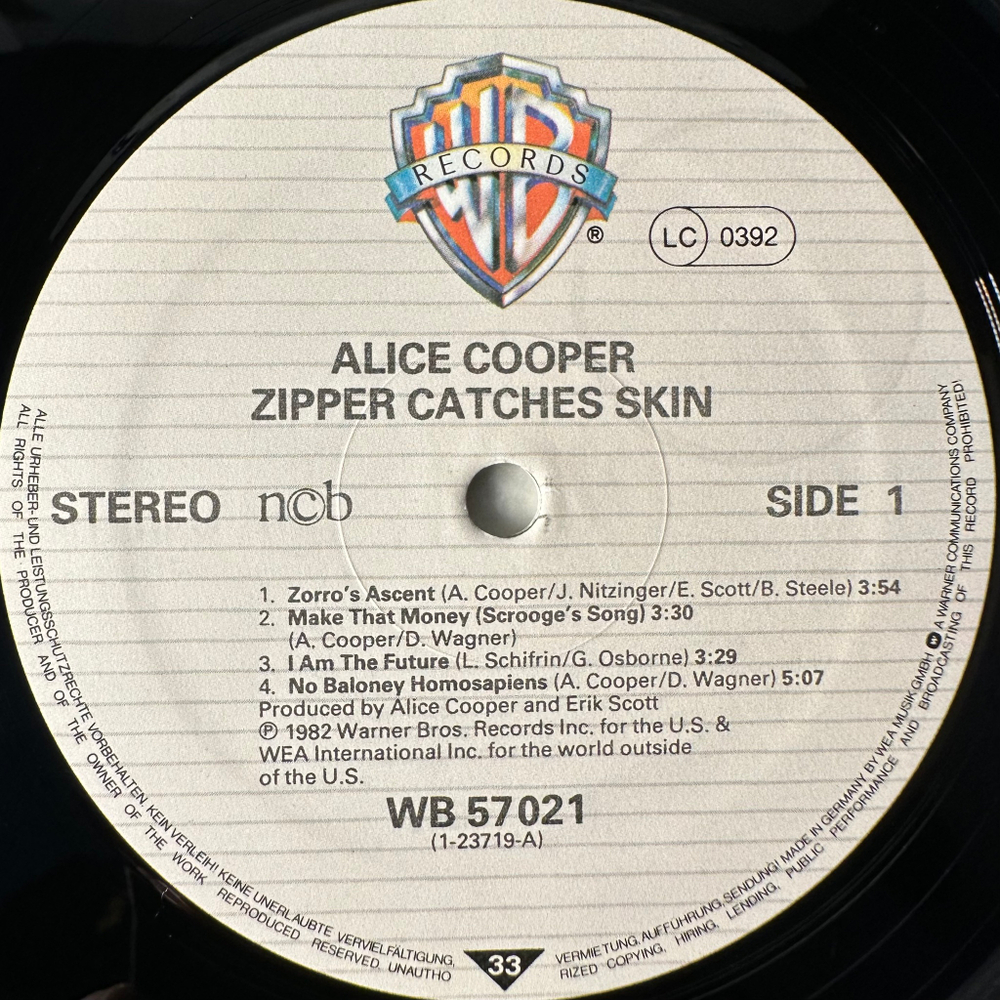 WB
RECORDS
®
LC 0392
ALICE COOPER
ZIPPER CATCHES SKIN
STEREO ncb
SIDE 1
1. Zorro's Ascent (A. Cooper/J. Nitzinger/E. Scott/B. Steele) 3:54
2. Make That Money (Scrooge's Song) 3:30
(A. Cooper/D. Wagner)
3. I Am The Future (L. Schifrin/G. Osborne) 3:29
4. No Baloney Homosapiens (A. Cooper/D. Wagner) 5:07
Produced by Alice Cooper and Erik Scott
℗ 1982 Warner Bros. Records Inc. for the U.S. &
WEA International Inc. for the world outside
of the U.S.
WB 57021
(1-23719-A)
33
ALLE URHEBER- UND LEISTUNGSSCHUTZRECHTE VORBEHALTEN. KEIN VERLEIH! KEINE UNERLAUBTE VERVIELFÄLTIGUNG, VERMIETUNG, AUFFÜHRUNG, SENDUNG! MADE IN GERMANY BY WEA MUSIK GMBH A WARNER COMMUNICATIONS COMPANY
ALL RIGHTS OF THE PRODUCER AND OF THE OWNER OF THE WORK REPRODUCED RESERVED. UNAUTHORIZED COPYING, HIRING, LENDING, PUBLIC PERFORMANCE AND BROADCASTING OF THIS RECORD PROHIBITED!